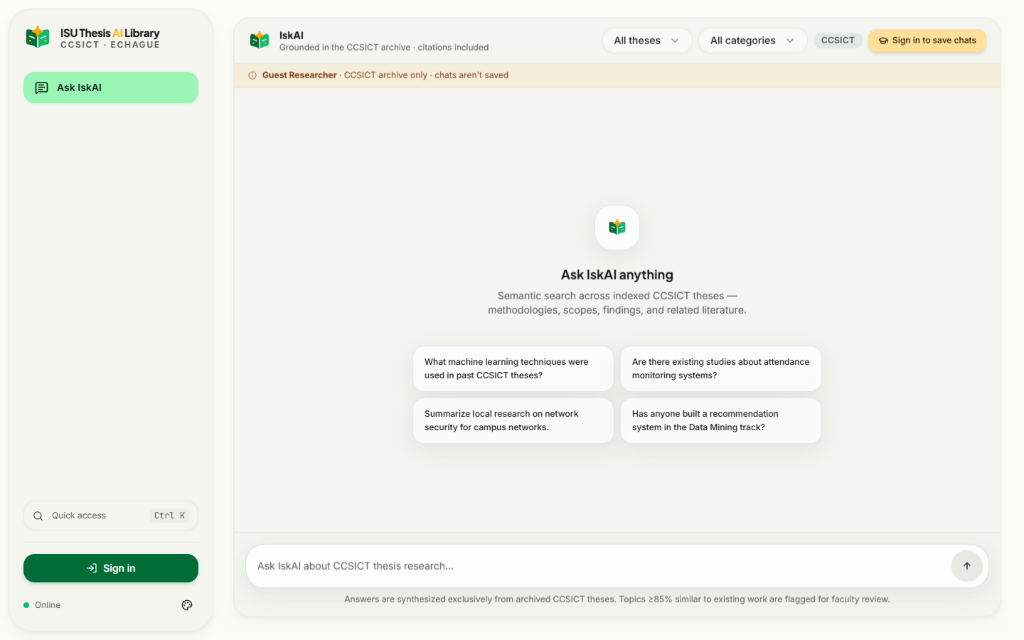 ISU Thesis AI Library
CCSICT · ECHAGUE
Ask IskAI
Quick access
Ctrl K
Sign in
Online
IskAI
Grounded in the CCSICT archive · citations included
All theses
All categories
CCSICT
Sign in to save chats
Guest Researcher · CCSICT archive only · chats aren't saved
Ask IskAI anything
Semantic search across indexed CCSICT theses —
methodologies, scopes, findings, and related literature.
What machine learning techniques were
used in past CCSICT theses?
Are there existing studies about attendance
monitoring systems?
Summarize local research on network
security for campus networks.
Has anyone built a recommendation
system in the Data Mining track?
Ask IskAI about CCSICT thesis research...
Answers are synthesized exclusively from archived CCSICT theses. Topics ≥85% similar to existing work are flagged for faculty review.